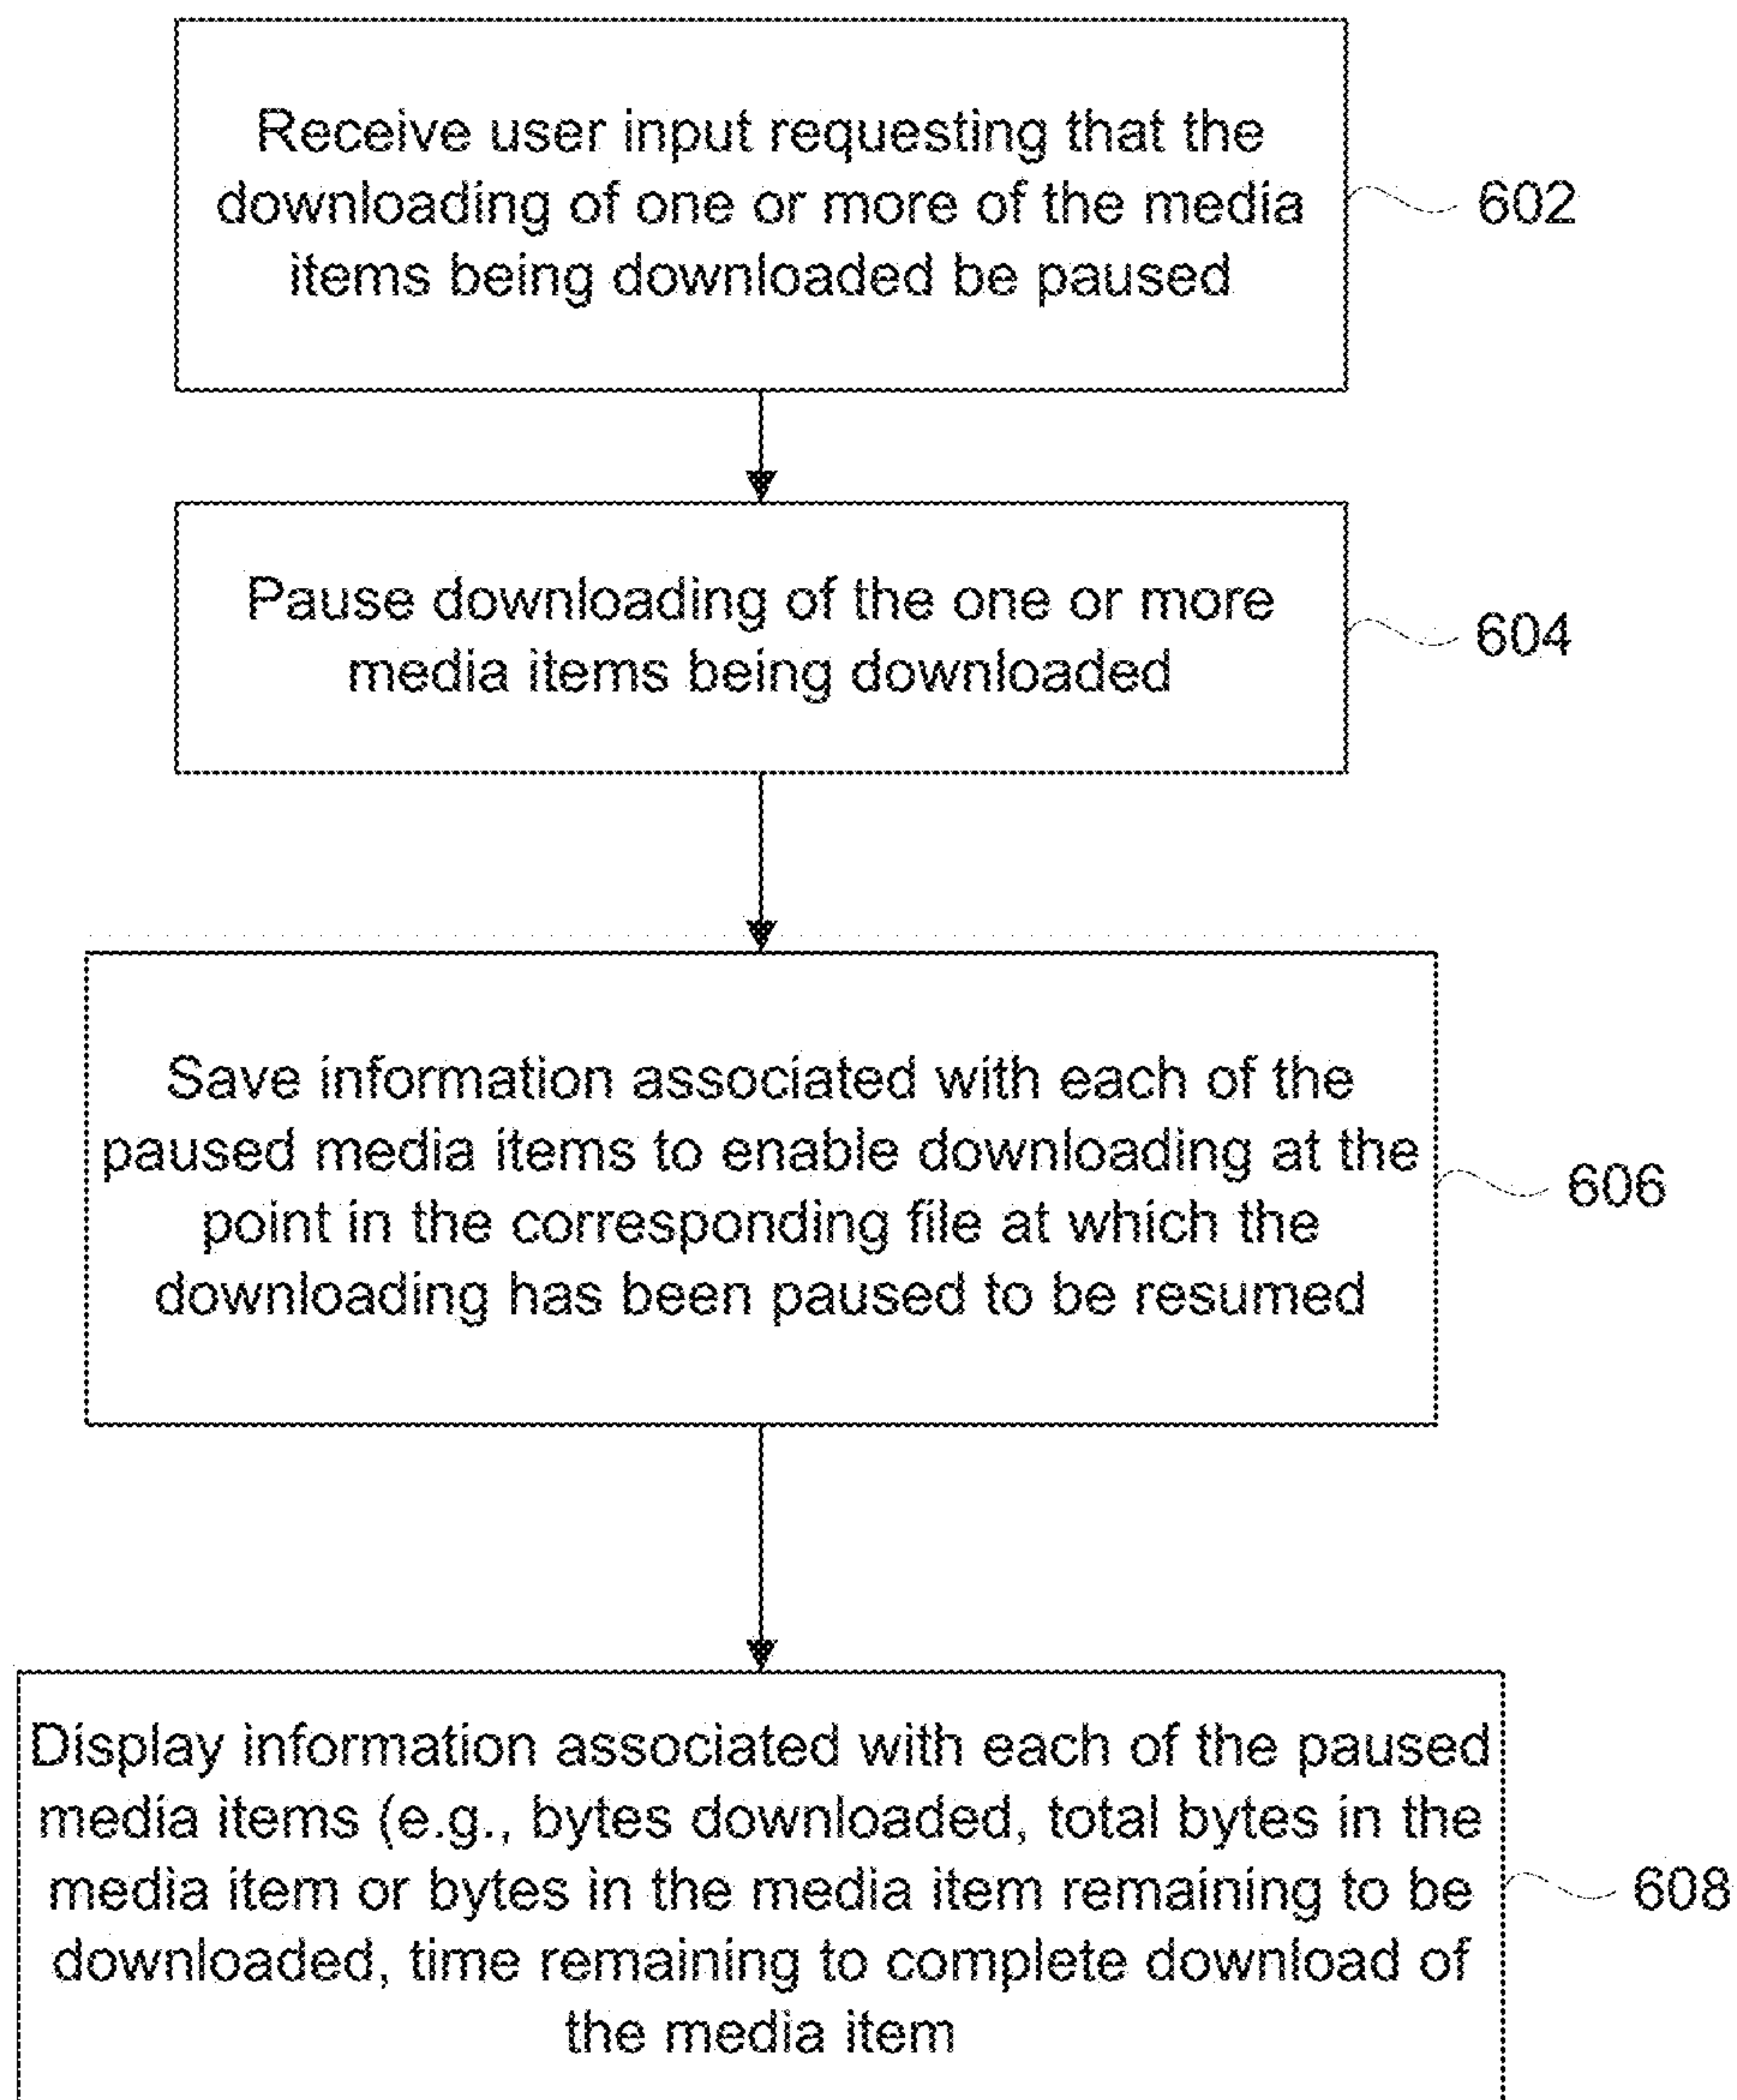 Receive user input requesting that the
downloading of one or more of the media
items being downloaded be paused
602
Pause downloading of the one or more
media items being downloaded
604
Save information associated with each of the
paused media items to enable downloading at the
point in the corresponding file at which the
downloading has been paused to be resumed
606
Display information associated with each of the paused
media items (e.g., bytes downloaded, total bytes in the
media item or bytes in the media item remaining to be
downloaded, time remaining to complete download of
the media item
608